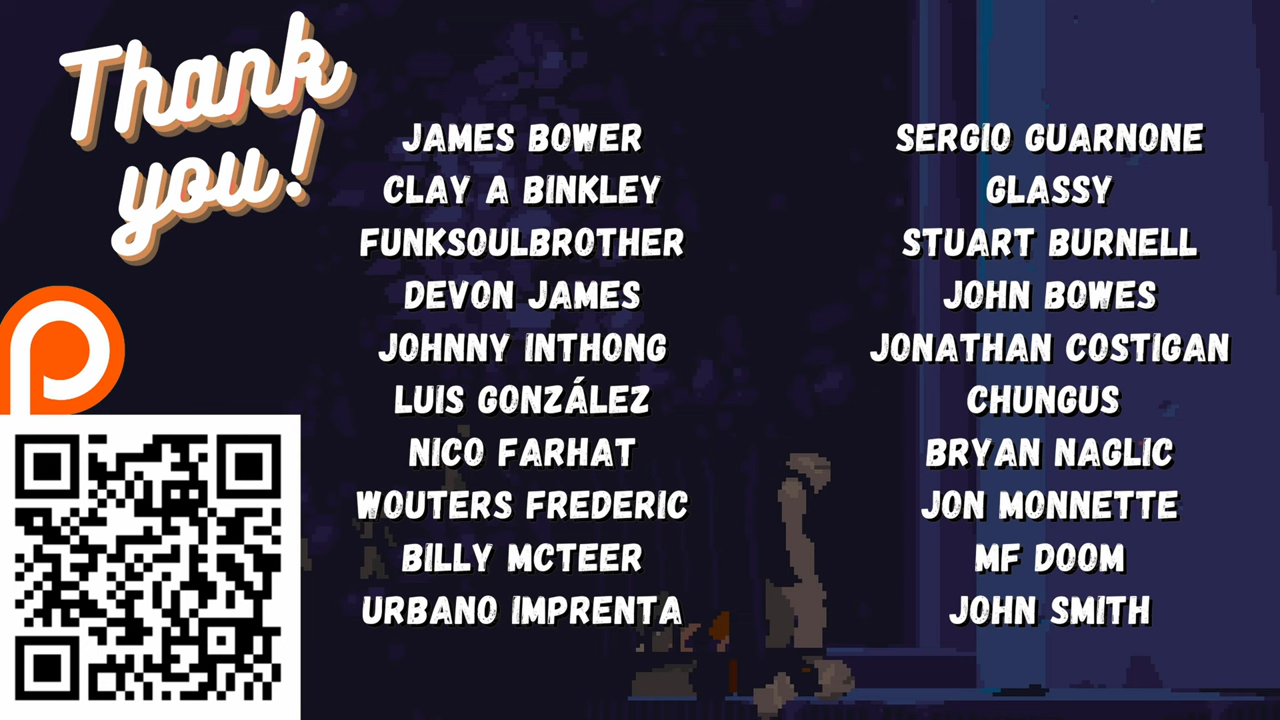 Thank
you!
JAMES BOWER
CLAY A BINKLEY
FUNKSOULBROTHER
DEVON JAMES
JOHNNY INTHONG
LUIS GONZÁLEZ
NICO FARHAT
WOUTERS FREDERIC
BILLY MCTEER
URBANO IMPRENTA
SERGIO GUARNONE
GLASSY
STUART BURNELL
JOHN BOWES
JONATHAN COSTIGAN
CHUNGUS
BRYAN NAGLIC
JON MONNETTE
MF DOOM
JOHN SMITH